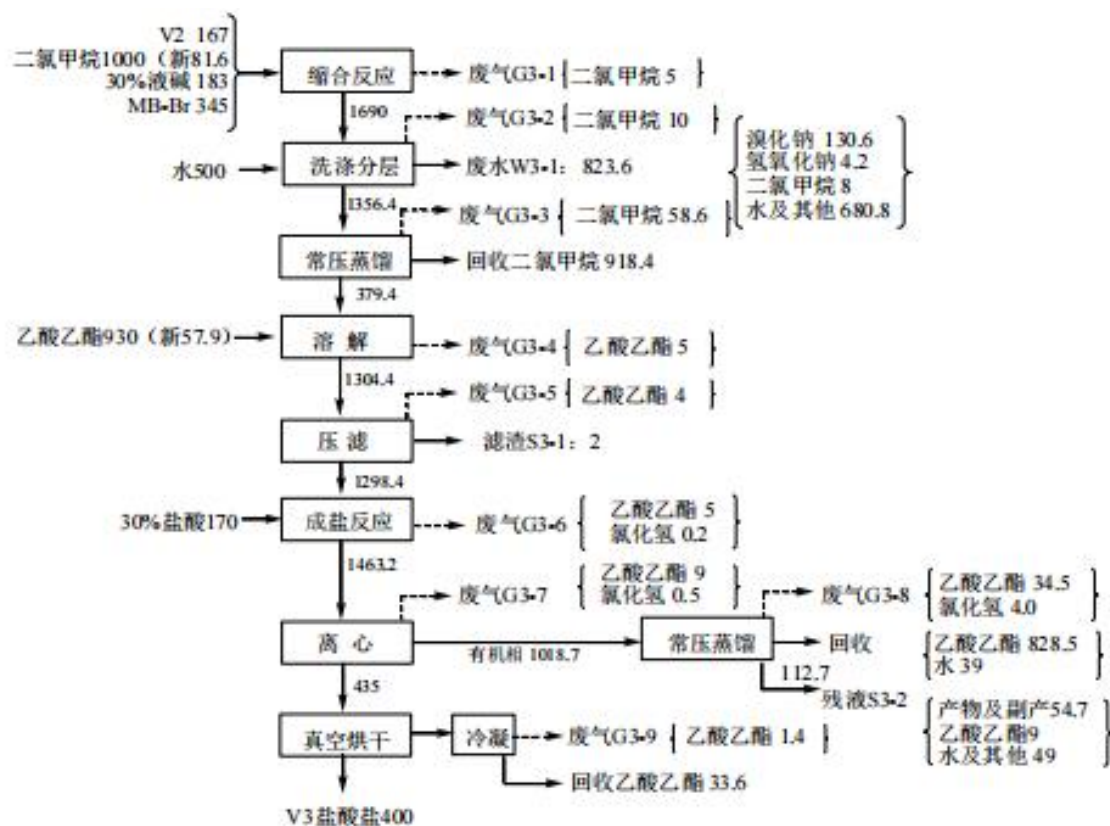 V2 167
二氯甲烷1000（新81.6
30%液碱 183
MB-Br 345
缩合反应
废气G3-1 二氯甲烷 5
1690
废气G3-2 二氯甲烷 10
水500
洗涤分层
废水W3-1：823.6
溴化钠 130.6
氢氧化钠 4.2
二氯甲烷 8
水及其他 680.8
1356.4
废气G3-3 二氯甲烷 58.6
常压蒸馏
回收二氯甲烷 918.4
379.4
乙酸乙酯930（新57.9）
溶 解
废气G3-4 乙酸乙酯 5
1304.4
废气G3-5 乙酸乙酯 4
压 滤
滤渣S3-1：2
1298.4
30%盐酸170
成盐反应
废气G3-6
乙酸乙酯 5
氯化氢 0.2
1463.2
废气G3-7
乙酸乙酯 9
氯化氢 0.5
废气G3-8
乙酸乙酯 34.5
氯化氢 4.0
离 心
有机相 1018.7
常压蒸馏
回收
乙酸乙酯 828.5
水 39
435
112.7
残液S3-2
产物及副产54.7
乙酸乙酯9
水及其他 49
真空烘干
冷凝
废气G3-9 乙酸乙酯 1.4
回收乙酸乙酯 33.6
V3盐酸盐400